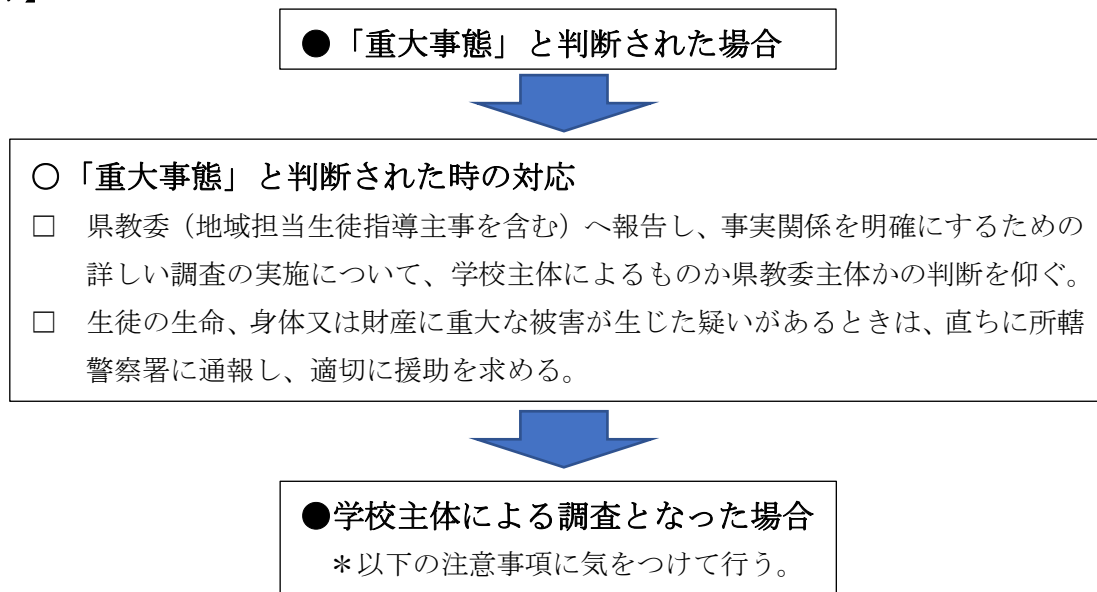 ●「重大事態」と判断された場合
○「重大事態」と判断された時の対応
□ 県教委（地域担当生徒指導主事を含む）へ報告し、事実関係を明確にするための
詳しい調査の実施について、学校主体によるものか県教委主体かの判断を仰ぐ。
□ 生徒の生命、身体又は財産に重大な被害が生じた疑いがあるときは、直ちに所轄
警察署に通報し、適切に援助を求める。
●学校主体による調査となった場合
＊以下の注意事項に気をつけて行う。